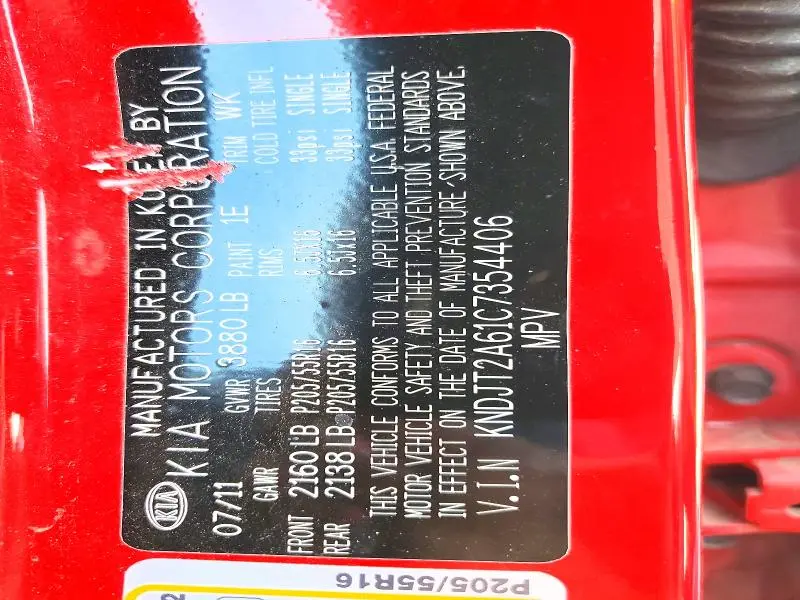 MANUFACTURED IN KOREA BY
KIA KIA MOTORS CORPORATION
07/11 GVWR 3880 LB PAINT 1E TRIM WK
GAWR TIRES RIMS COLD TIRE INFL
FRONT 2160 LB P205/55R16 6.5JX16 33psi SINGLE
REAR 2138 LB P205/55R16 6.5JX16 33psi SINGLE
THIS VEHICLE CONFORMS TO ALL APPLICABLE U.S.A. FEDERAL
MOTOR VEHICLE SAFETY AND THEFT PREVENTION STANDARDS
IN EFFECT ON THE DATE OF MANUFACTURE SHOWN ABOVE.
V.I.N KNDJT2A61C7354406
MPV
P205/55R16
2